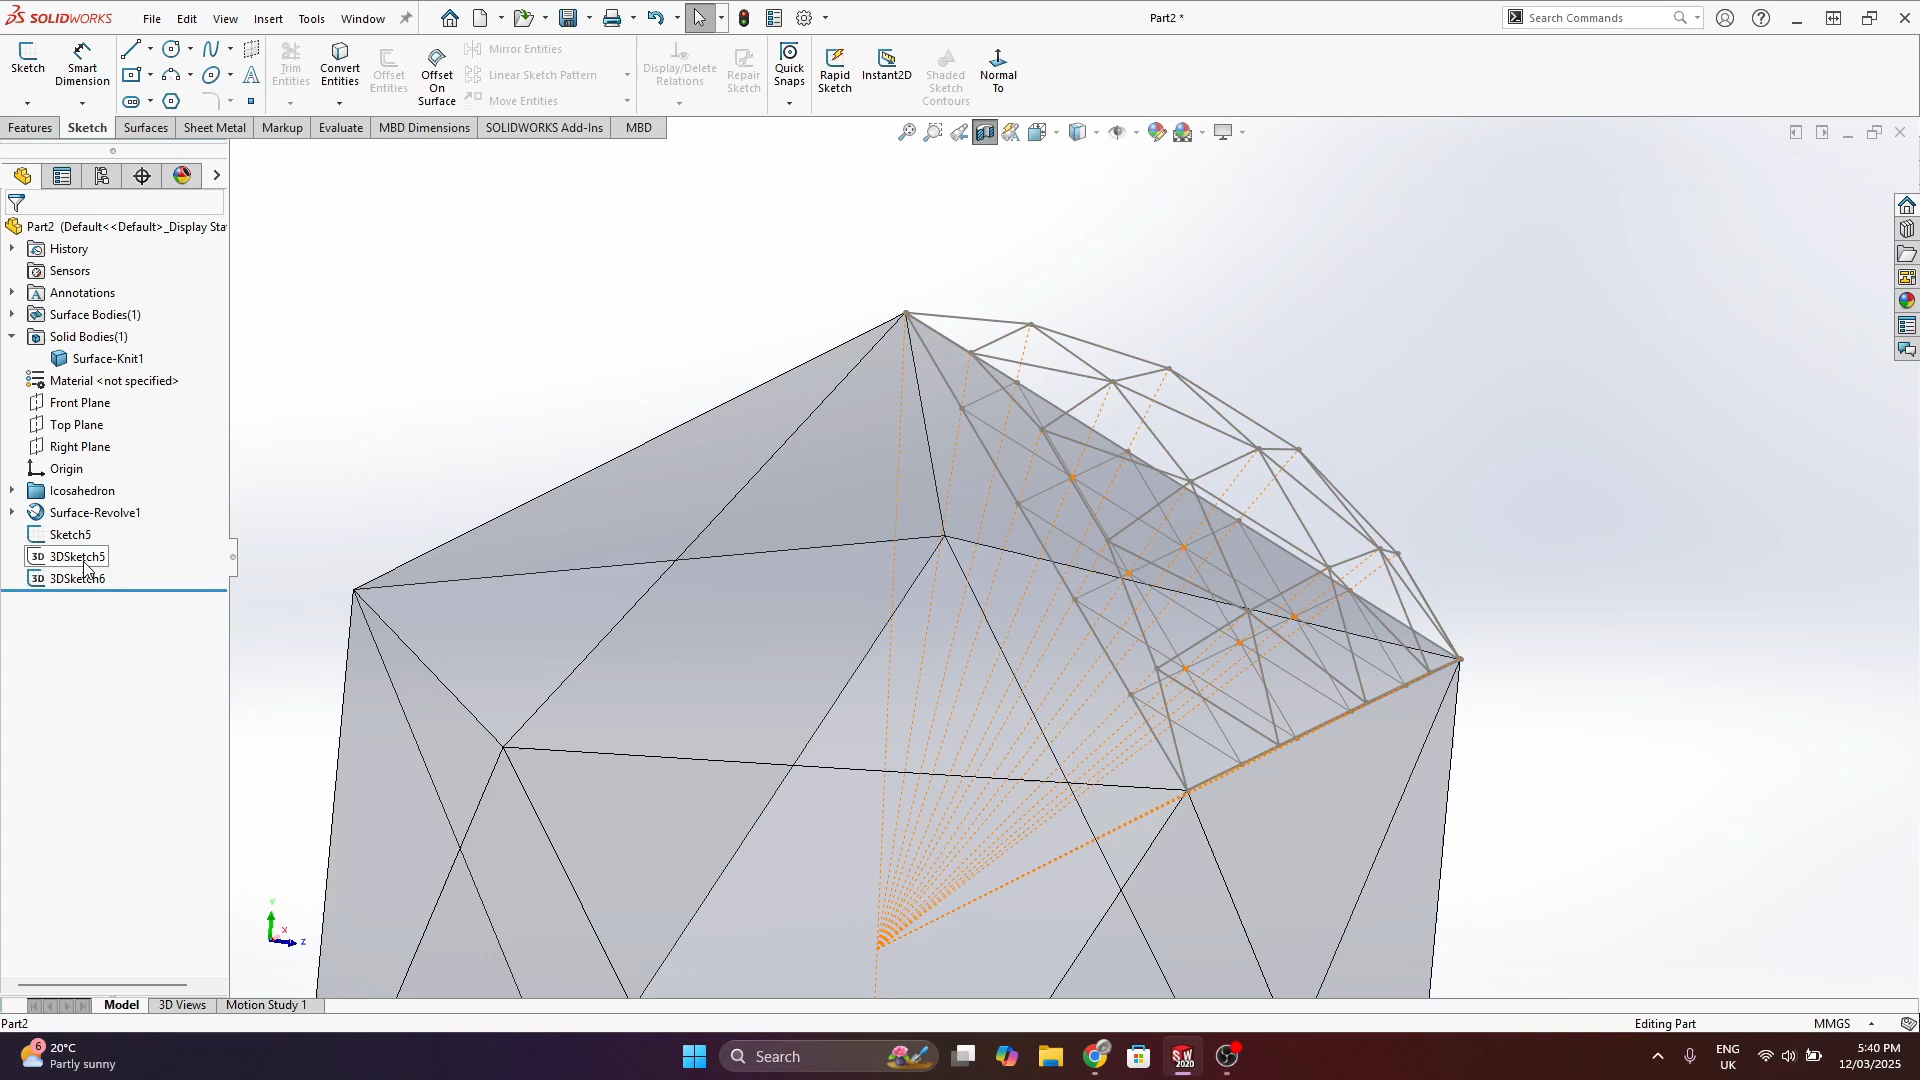 SOLIDWORKS
File Edit View Insert Tools Window
Part2 *
Search Commands
Sketch
Smart Dimension
Trim Entities
Convert Entities
Offset Entities
Offset On Surface
Mirror Entities
Linear Sketch Pattern
Move Entities
Display/Delete Relations
Repair Sketch
Quick Snaps
Rapid Sketch
Instant2D
Shaded Sketch Contours
Normal To
Features Sketch Surfaces Sheet Metal Markup Evaluate MBD Dimensions SOLIDWORKS Add-Ins MBD
Part2 (Default<<Default>_Display Sta
History
Sensors
Annotations
Surface Bodies(1)
Solid Bodies(1)
Surface-Knit1
Material <not specified>
Front Plane
Top Plane
Right Plane
Origin
Icosahedron
Surface-Revolve1
Sketch5
3D 3DSketch5
3D 3DSketch6
Y
X
Z
Model 3D Views Motion Study 1
Part2 Editing Part MMGS
6
20°C
Partly sunny
Search
SW
2020
ENG
UK
5:40 PM
12/03/2025